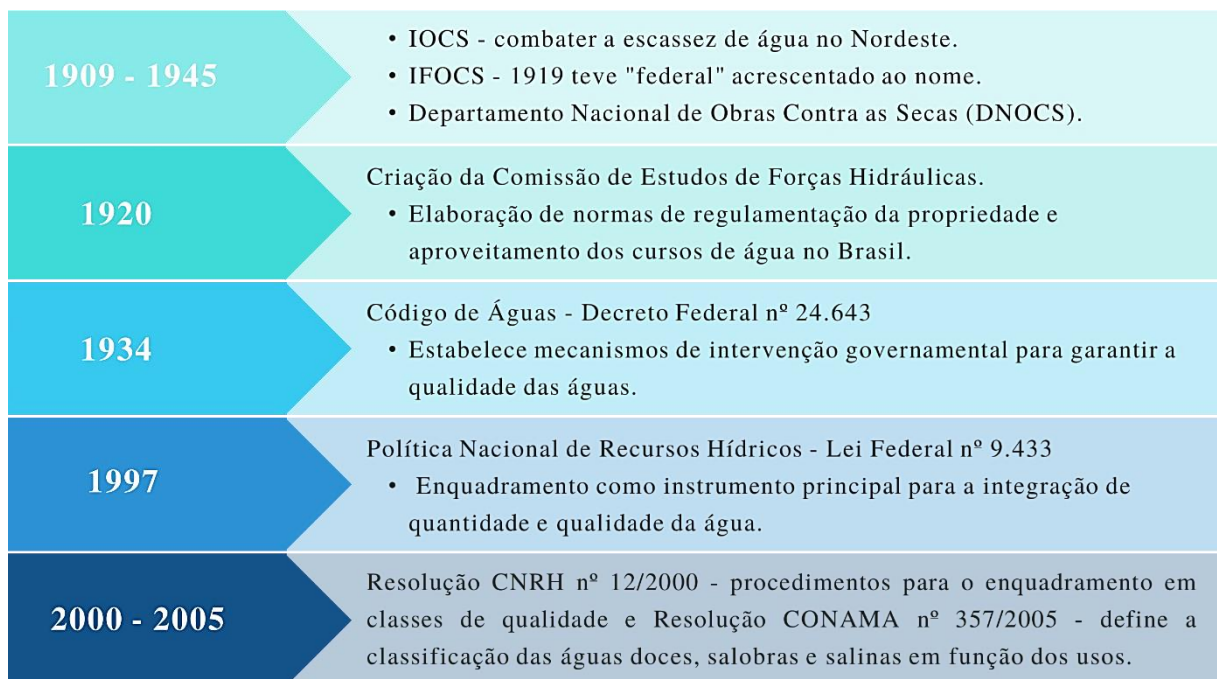 1909 - 1945
• IOCS - combater a escassez de água no Nordeste.
• IFOCS - 1919 teve "federal" acrescentado ao nome.
• Departamento Nacional de Obras Contra as Secas (DNOCS).
1920
Criação da Comissão de Estudos de Forças Hidráulicas.
• Elaboração de normas de regulamentação da propriedade e
aproveitamento dos cursos de água no Brasil.
1934
Código de Águas - Decreto Federal nº 24.643
• Estabelece mecanismos de intervenção governamental para garantir a
qualidade das águas.
1997
Política Nacional de Recursos Hídricos - Lei Federal nº 9.433
• Enquadramento como instrumento principal para a integração de
quantidade e qualidade da água.
2000 - 2005
Resolução CNRH nº 12/2000 - procedimentos para o enquadramento em
classes de qualidade e Resolução CONAMA nº 357/2005 - define a
classificação das águas doces, salobras e salinas em função dos usos.